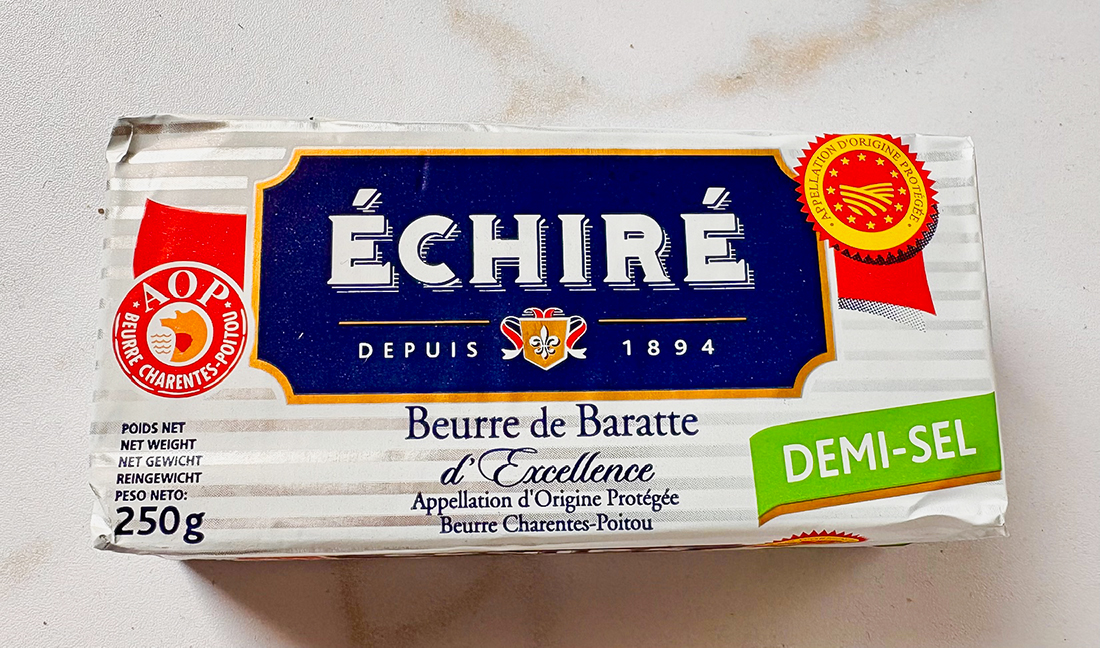 ÉCHIRÉ
DEPUIS 1894
APPELLATION D'ORIGINE PROTÉGÉE
AOP
BEURRE CHARENTES-POITOU
Beurre de Baratte
d'Excellence
Appellation d'Origine Protégée
Beurre Charentes-Poitou
DEMI-SEL
POIDS NET
NET WEIGHT
NET GEWICHT
REINGEWICHT
PESO NETO:
250g